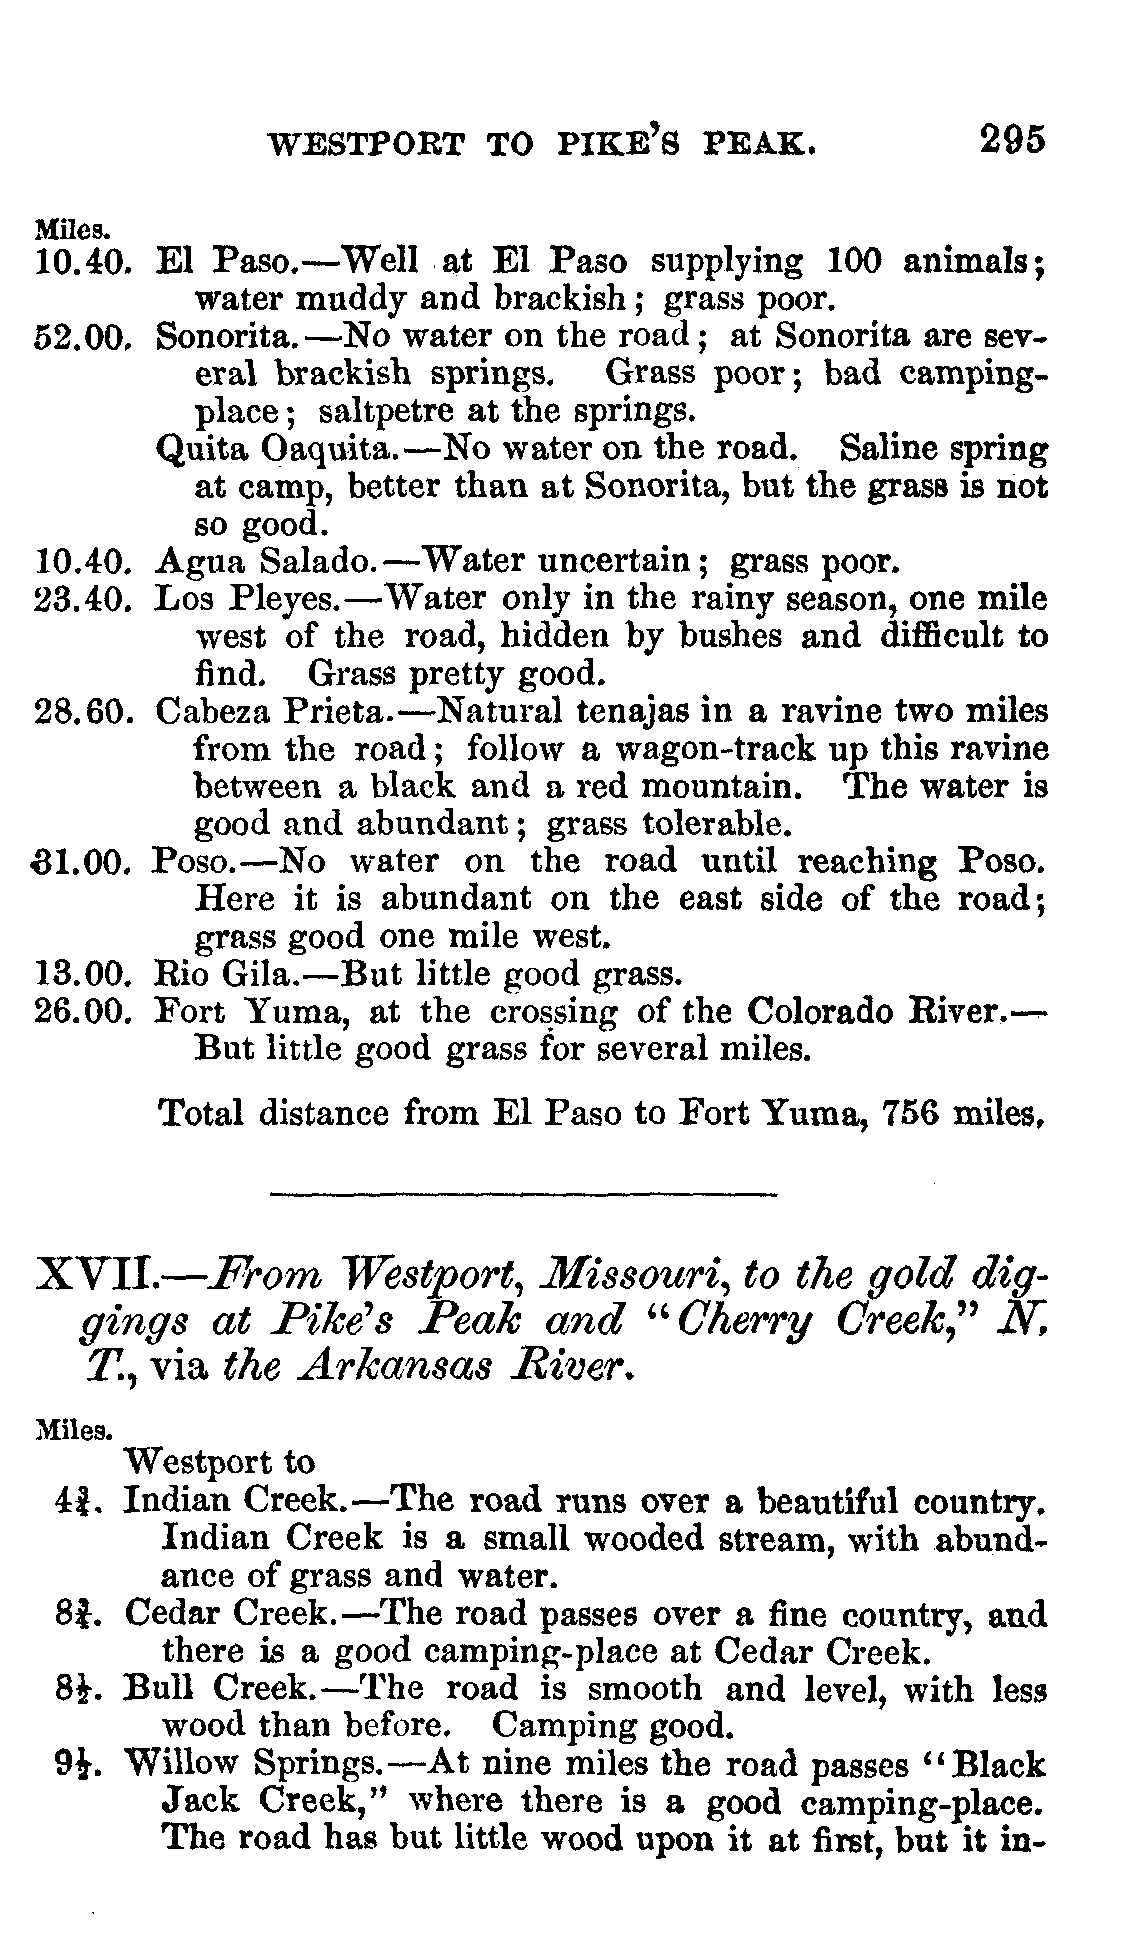 WESTPORT TO PIKE'S PEAK. 295
Miles.
10.40. El Paso.—Well at El Paso supplying 100 animals;
water muddy and brackish; grass poor.
52.00. Sonorita.—No water on the road; at Sonorita are sev-
eral brackish springs. Grass poor; bad camping-
place; saltpetre at the springs.
Quita Oaquita.—No water on the road. Saline spring
at camp, better than at Sonorita, but the grass is not
so good.
10.40. Agua Salado.—Water uncertain; grass poor.
23.40. Los Pleyes.—Water only in the rainy season, one mile
west of the road, hidden by bushes and difficult to
find. Grass pretty good.
28.60. Cabeza Prieta.—Natural tenajas in a ravine two miles
from the road; follow a wagon-track up this ravine
between a black and a red mountain. The water is
good and abundant; grass tolerable.
31.00. Poso.—No water on the road until reaching Poso.
Here it is abundant on the east side of the road;
grass good one mile west.
13.00. Rio Gila.—But little good grass.
26.00. Fort Yuma, at the crossing of the Colorado River.—
But little good grass for several miles.
Total distance from El Paso to Fort Yuma, 756 miles.
XVII.—From Westport, Missouri, to the gold dig-
gings at Pike's Peak and "Cherry Creek," N.
T., via the Arkansas River.
Miles.
Westport to
4¾. Indian Creek.—The road runs over a beautiful country.
Indian Creek is a small wooded stream, with abund-
ance of grass and water.
8¾. Cedar Creek.—The road passes over a fine country, and
there is a good camping-place at Cedar Creek.
8½. Bull Creek.—The road is smooth and level, with less
wood than before. Camping good.
9½. Willow Springs.—At nine miles the road passes "Black
Jack Creek," where there is a good camping-place.
The road has but little wood upon it at first, but it in-